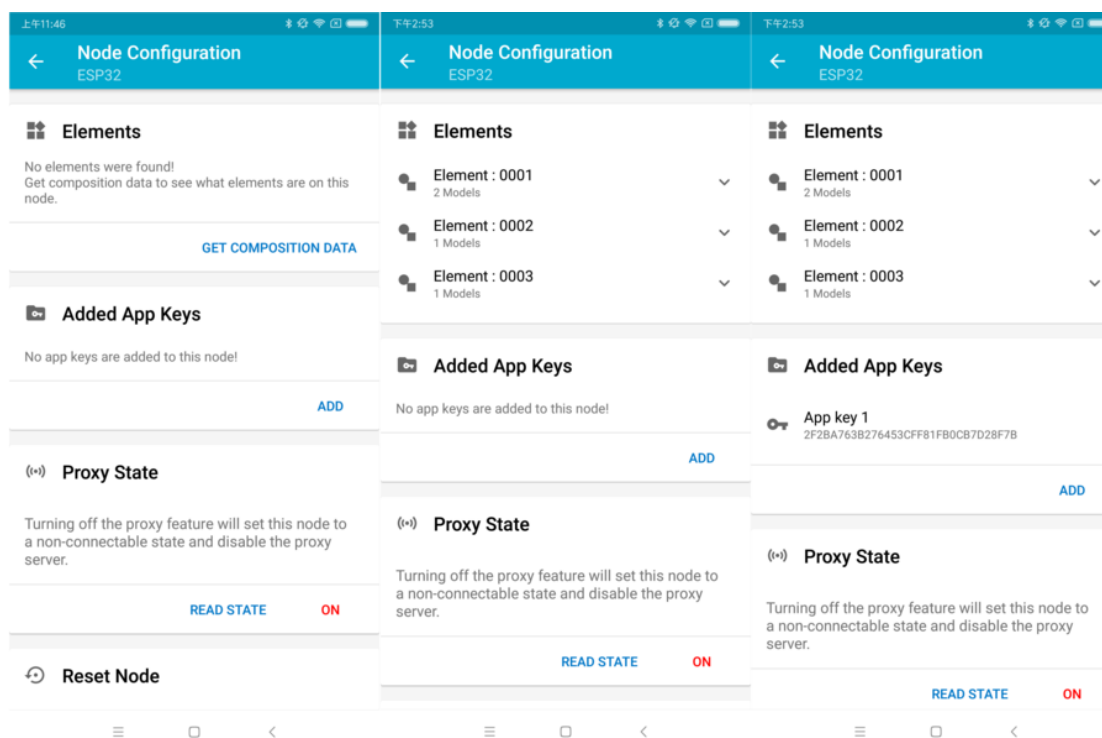 上午11:46
Node Configuration
ESP32
Elements
No elements were found!
Get composition data to see what elements are on this
node.
GET COMPOSITION DATA
Added App Keys
No app keys are added to this node!
ADD
Proxy State
Turning off the proxy feature will set this node to
a non-connectable state and disable the proxy
server.
READ STATE
ON
Reset Node
下午2:53
Node Configuration
ESP32
Elements
Element : 0001
2 Models
Element : 0002
1 Models
Element : 0003
1 Models
Added App Keys
No app keys are added to this node!
ADD
Proxy State
Turning off the proxy feature will set this node to
a non-connectable state and disable the proxy
server.
READ STATE
ON
下午2:53
Node Configuration
ESP32
Elements
Element : 0001
2 Models
Element : 0002
1 Models
Element : 0003
1 Models
Added App Keys
App key 1
2F2BA763B276453CFF81FB0CB7D28F7B
ADD
Proxy State
Turning off the proxy feature will set this node to
a non-connectable state and disable the proxy
server.
READ STATE
ON